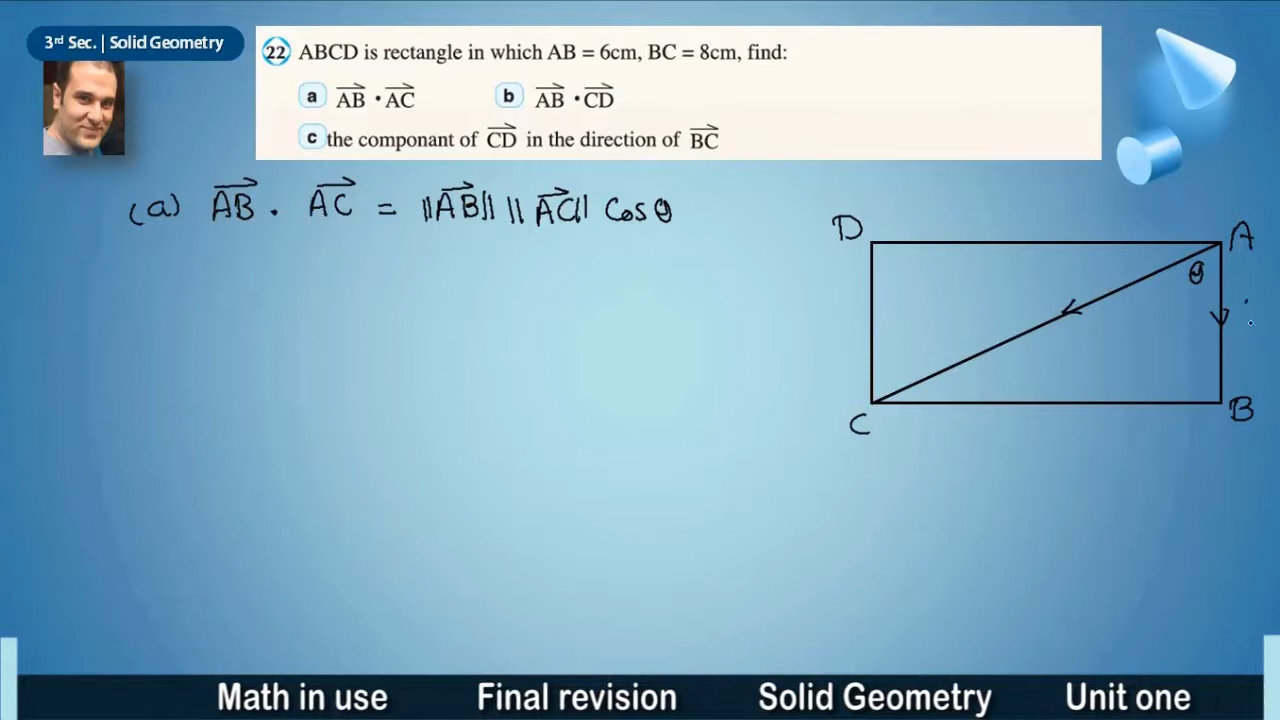 3rd Sec. | Solid Geometry
22 ABCD is rectangle in which AB = 6cm, BC = 8cm, find:
a AB · AC b AB · CD
c the componant of CD in the direction of BC
(a) AB . AC = ||AB|| ||AC|| Cos θ
D A
θ
C B
Math in use Final revision Solid Geometry Unit one